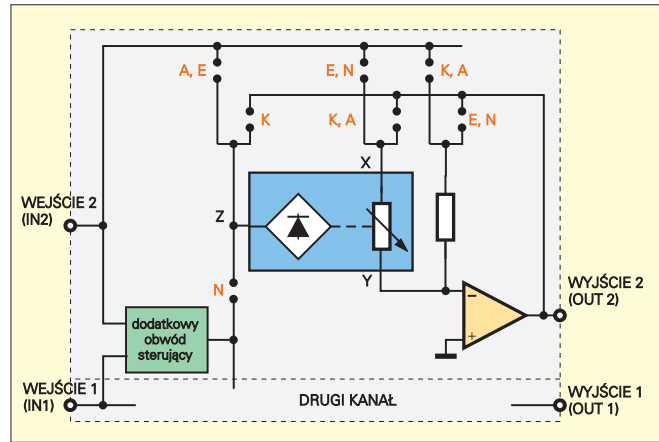 A, E
E, N
K, A
K
K, A
E, N
X
WEJŚCIE 2
(IN2)
Z
Y
N
−
+
WYJŚCIE 2
(OUT 2)
dodatkowy
obwód
sterujący
WEJŚCIE 1
(IN1)
DRUGI KANAŁ
WYJŚCIE 1
(OUT 1)